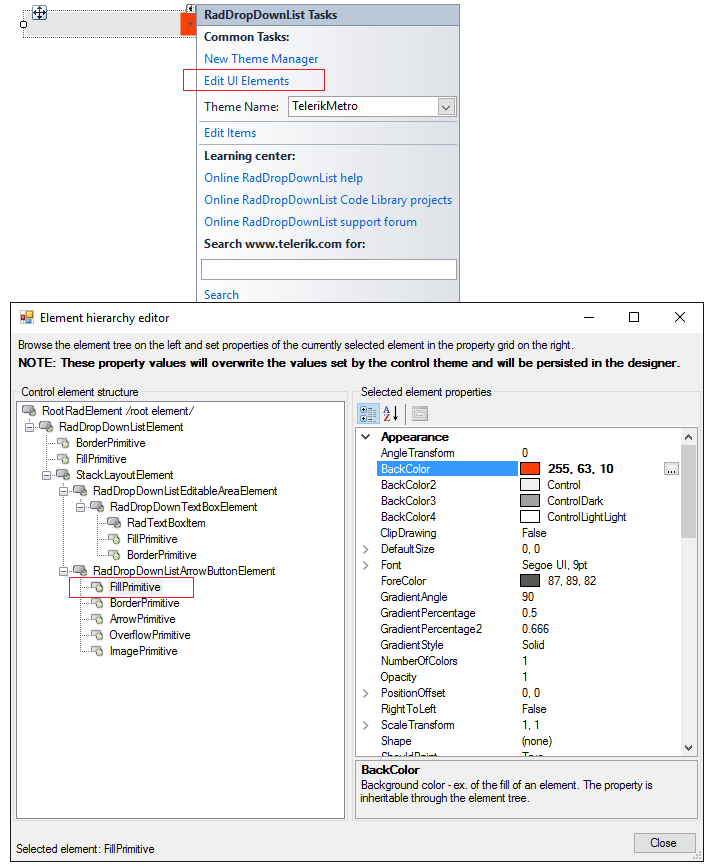 RadDropDownList Tasks
Common Tasks:
New Theme Manager
Edit UI Elements
Theme Name: TelerikMetro
Edit Items
Learning center:
Online RadDropDownList help
Online RadDropDownList Code Library projects
Online RadDropDownList support forum
Search www.telerik.com for:
Search
Element hierarchy editor
Browse the element tree on the left and set properties of the currently selected element in the property grid on the right.
NOTE: These property values will overwrite the values set by the control theme and will be persisted in the designer.
Control element structure
RootRadElement /root element/
RadDropDownListElement
BorderPrimitive
FillPrimitive
StackLayoutElement
RadDropDownListEditableAreaElement
RadDropDownTextBoxElement
RadTextBoxItem
FillPrimitive
BorderPrimitive
RadDropDownListArrowButtonElement
FillPrimitive
BorderPrimitive
ArrowPrimitive
OverflowPrimitive
ImagePrimitive
Selected element properties
A
Z
Appearance
AngleTransform 0
BackColor 255, 63, 10 ...
BackColor2 Control
BackColor3 ControlDark
BackColor4 ControlLightLight
ClipDrawing False
DefaultSize 0, 0
Font Segoe UI, 9pt
ForeColor 87, 89, 82
GradientAngle 90
GradientPercentage 0.5
GradientPercentage2 0.666
GradientStyle Solid
NumberOfColors 1
Opacity 1
PositionOffset 0, 0
RightToLeft False
ScaleTransform 1, 1
Shape (none)
ShouldPaint True
BackColor
Background color - ex. of the fill of an element. The property is
inheritable through the element tree.
Selected element: FillPrimitive
Close